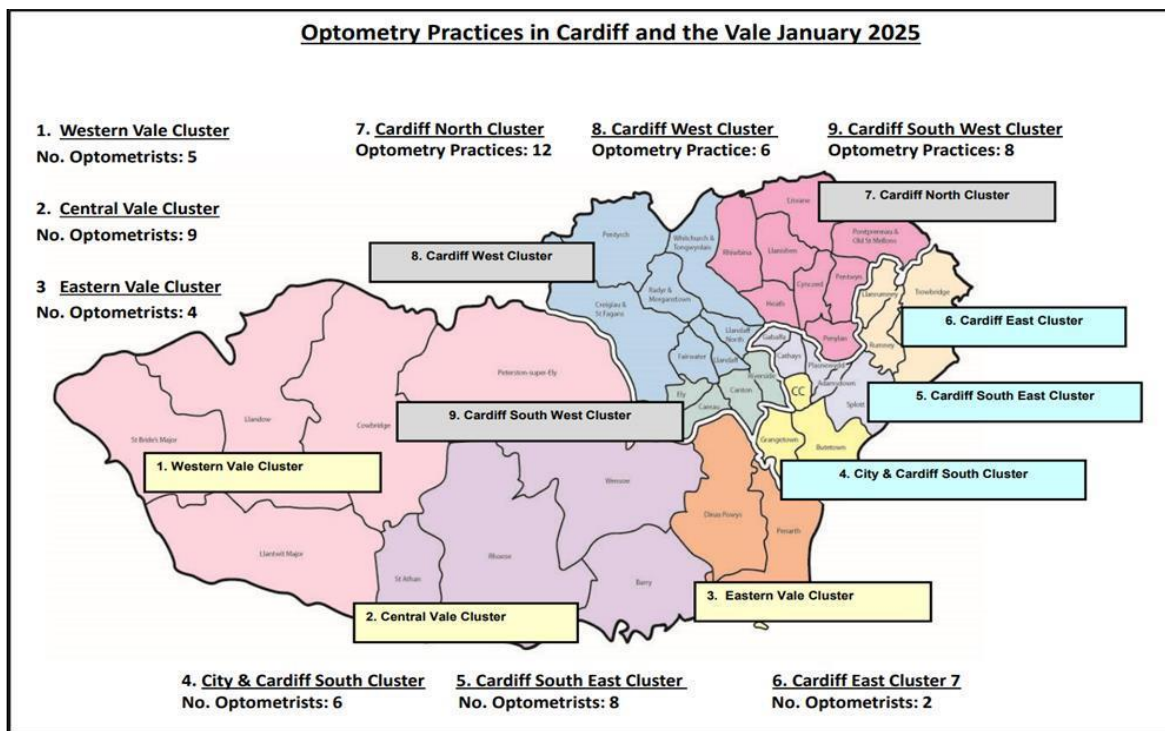 Optometry Practices in Cardiff and the Vale January 2025
1. Western Vale Cluster
No. Optometrists: 5
2. Central Vale Cluster
No. Optometrists: 9
3 Eastern Vale Cluster
No. Optometrists: 4
7. Cardiff North Cluster
Optometry Practices: 12
8. Cardiff West Cluster
Optometry Practice: 6
9. Cardiff South West Cluster
Optometry Practices: 8
7. Cardiff North Cluster
Lisvane
Pontprennau &
Old St Mellons
Pentyrch
Whitchurch &
Tongwynlais
Rhiwbina
Llanishen
Pentwyn
Cyncoed
Heath
Penylan
8. Cardiff West Cluster
Radyr &
Morganstown
Creigiau &
St Fagans
Llandaff
North
Fairwater
Llandaff
Llanrumney
Trowbridge
Rumney
6. Cardiff East Cluster
Gabalfa
Cathays
Plasnewydd
Adamsdown
Splott
5. Cardiff South East Cluster
Riverside
Canton
Ely
Caerau
CC
Grangetown
Butetown
4. City & Cardiff South Cluster
Peterston-super-Ely
9. Cardiff South West Cluster
St Bride's Major
Llandow
Cowbridge
1. Western Vale Cluster
Llantwit Major
Wenvoe
Dinas Powys
Penarth
St Athan
Rhoose
Barry
3. Eastern Vale Cluster
2. Central Vale Cluster
4. City & Cardiff South Cluster
No. Optometrists: 6
5. Cardiff South East Cluster
No. Optometrists: 8
6. Cardiff East Cluster 7
No. Optometrists: 2